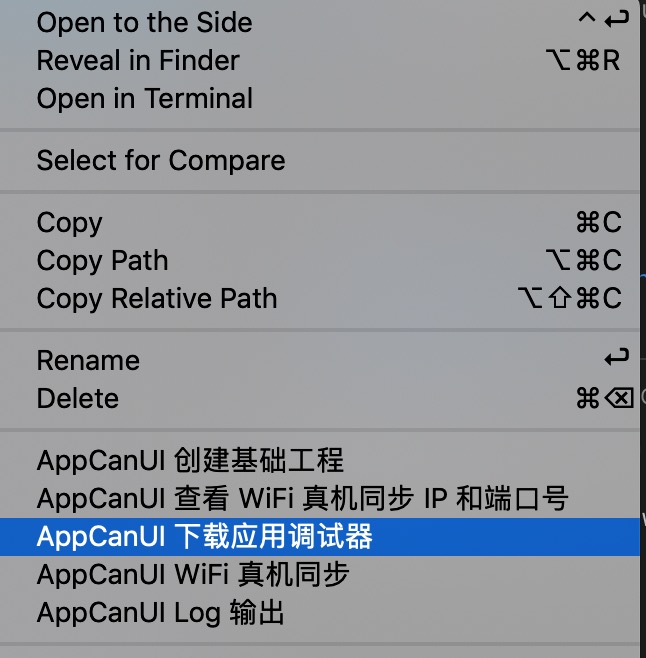 Open to the Side ^ ↩
Reveal in Finder ⌥⌘R
Open in Terminal
Select for Compare
Copy ⌘C
Copy Path ⌥⌘C
Copy Relative Path ⌥⇧⌘C
Rename ↩
Delete ⌘⌫
AppCanUI 创建基础工程
AppCanUI 查看 WiFi 真机同步 IP 和端口号
AppCanUI 下载应用调试器
AppCanUI WiFi 真机同步
AppCanUI Log 输出